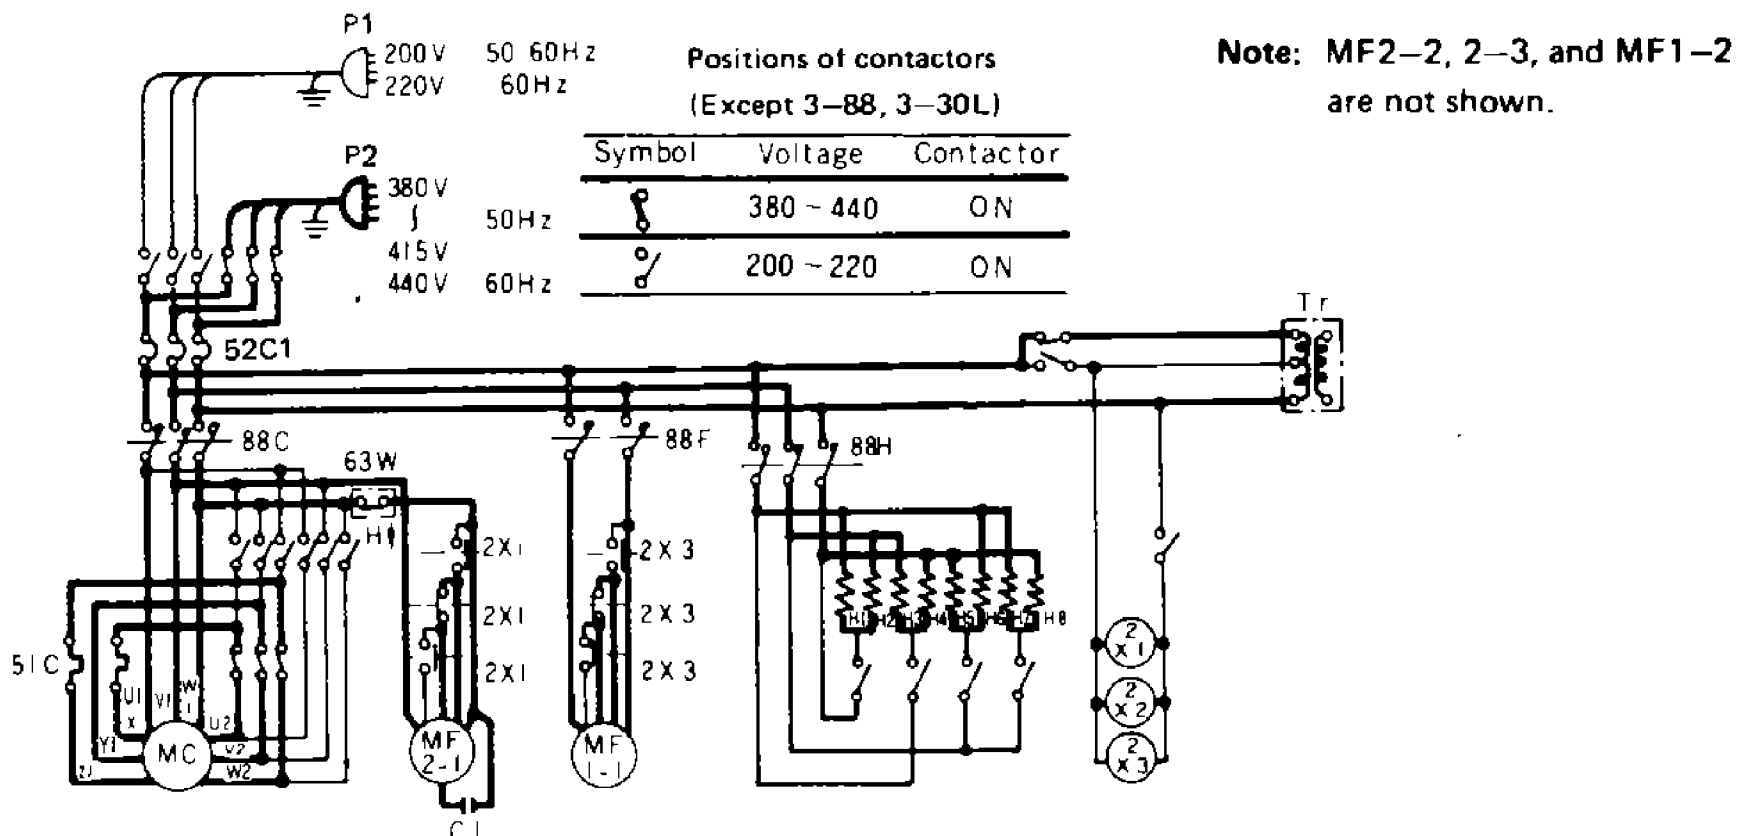 P1
200V 50 60Hz
220V 60Hz
Positions of contactors
(Except 3-88, 3-30L)
Note: MF2-2, 2-3, and MF1-2
are not shown.
P2
380V
∫ 50Hz
415V
440V 60Hz
Symbol Voltage Contactor
380 ~ 440 ON
200 ~ 220 ON
Tr
52C1
88C
88F
88H
63W
2X1
2X1
2X1
2X3
2X3
2X3
H1 H2 H3 H4 H5 H6 H7 H8
51C
U1
X
V1
W
1
U2
Y1
V2
W2
MC
MF
2-1
MF
1-1
2
X1
2
X2
2
X3
C1